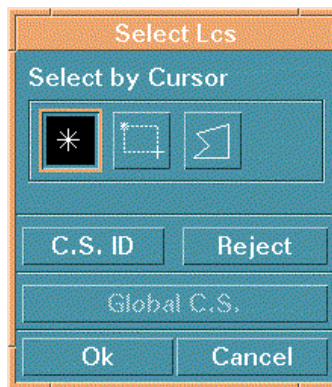 Select Lcs
Select by Cursor
C.S. ID Reject
Global C.S.
Ok Cancel